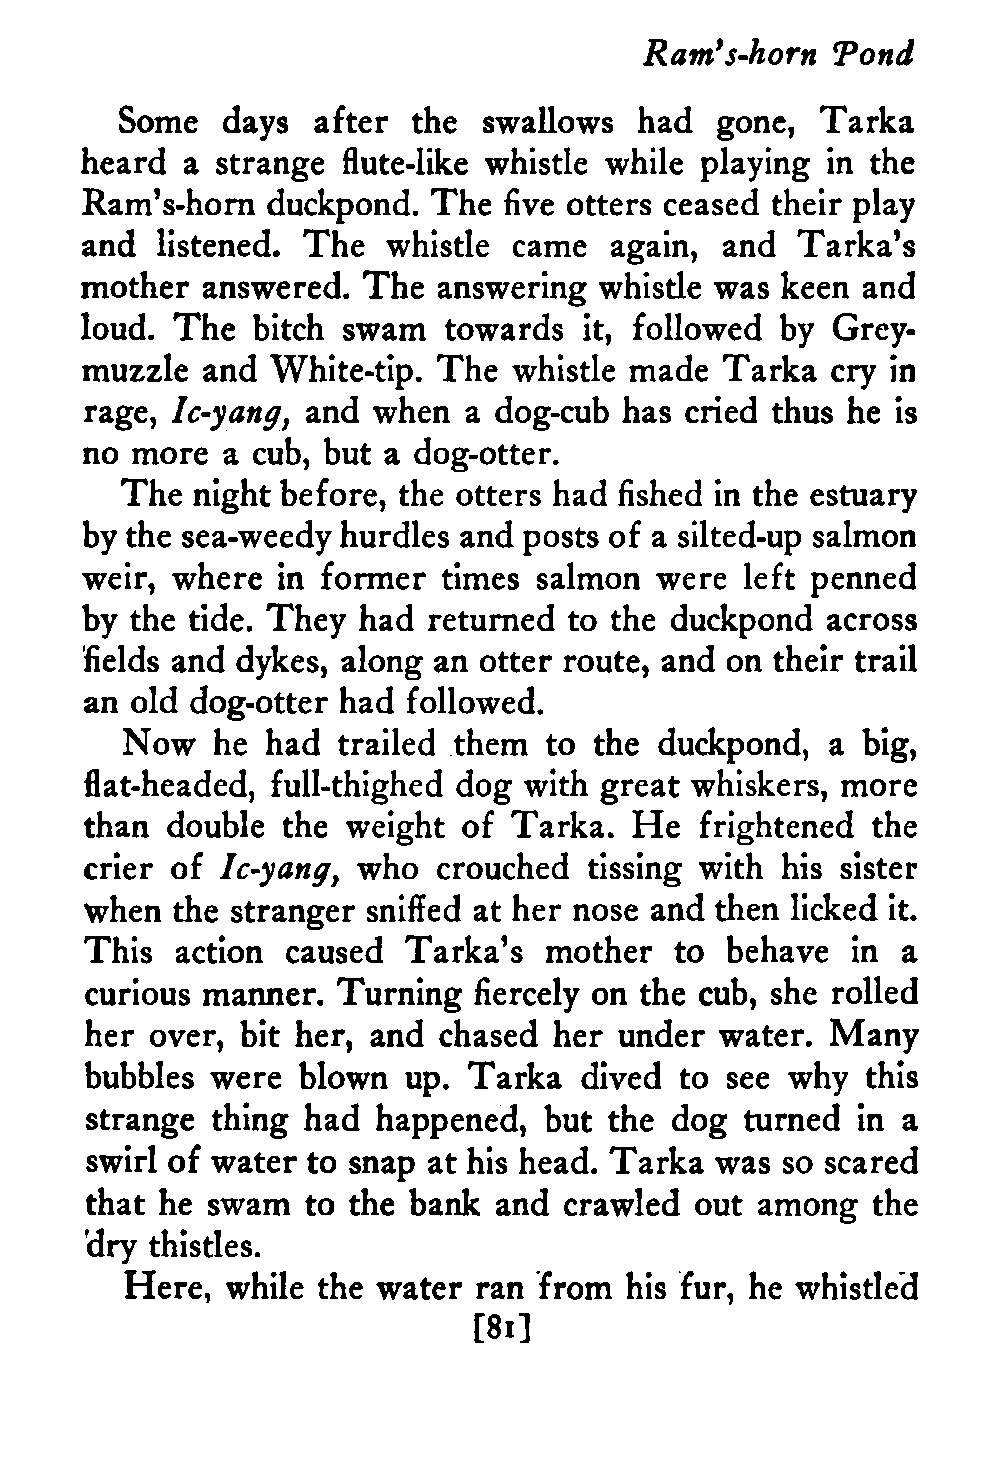 Ram's-horn Pond
Some days after the swallows had gone, Tarka
heard a strange flute-like whistle while playing in the
Ram's-horn duckpond. The five otters ceased their play
and listened. The whistle came again, and Tarka's
mother answered. The answering whistle was keen and
loud. The bitch swam towards it, followed by Grey-
muzzle and White-tip. The whistle made Tarka cry in
rage, Ic-yang, and when a dog-cub has cried thus he is
no more a cub, but a dog-otter.
The night before, the otters had fished in the estuary
by the sea-weedy hurdles and posts of a silted-up salmon
weir, where in former times salmon were left penned
by the tide. They had returned to the duckpond across
fields and dykes, along an otter route, and on their trail
an old dog-otter had followed.
Now he had trailed them to the duckpond, a big,
flat-headed, full-thighed dog with great whiskers, more
than double the weight of Tarka. He frightened the
crier of Ic-yang, who crouched tissing with his sister
when the stranger sniffed at her nose and then licked it.
This action caused Tarka's mother to behave in a
curious manner. Turning fiercely on the cub, she rolled
her over, bit her, and chased her under water. Many
bubbles were blown up. Tarka dived to see why this
strange thing had happened, but the dog turned in a
swirl of water to snap at his head. Tarka was so scared
that he swam to the bank and crawled out among the
dry thistles.
Here, while the water ran from his fur, he whistled
[81]